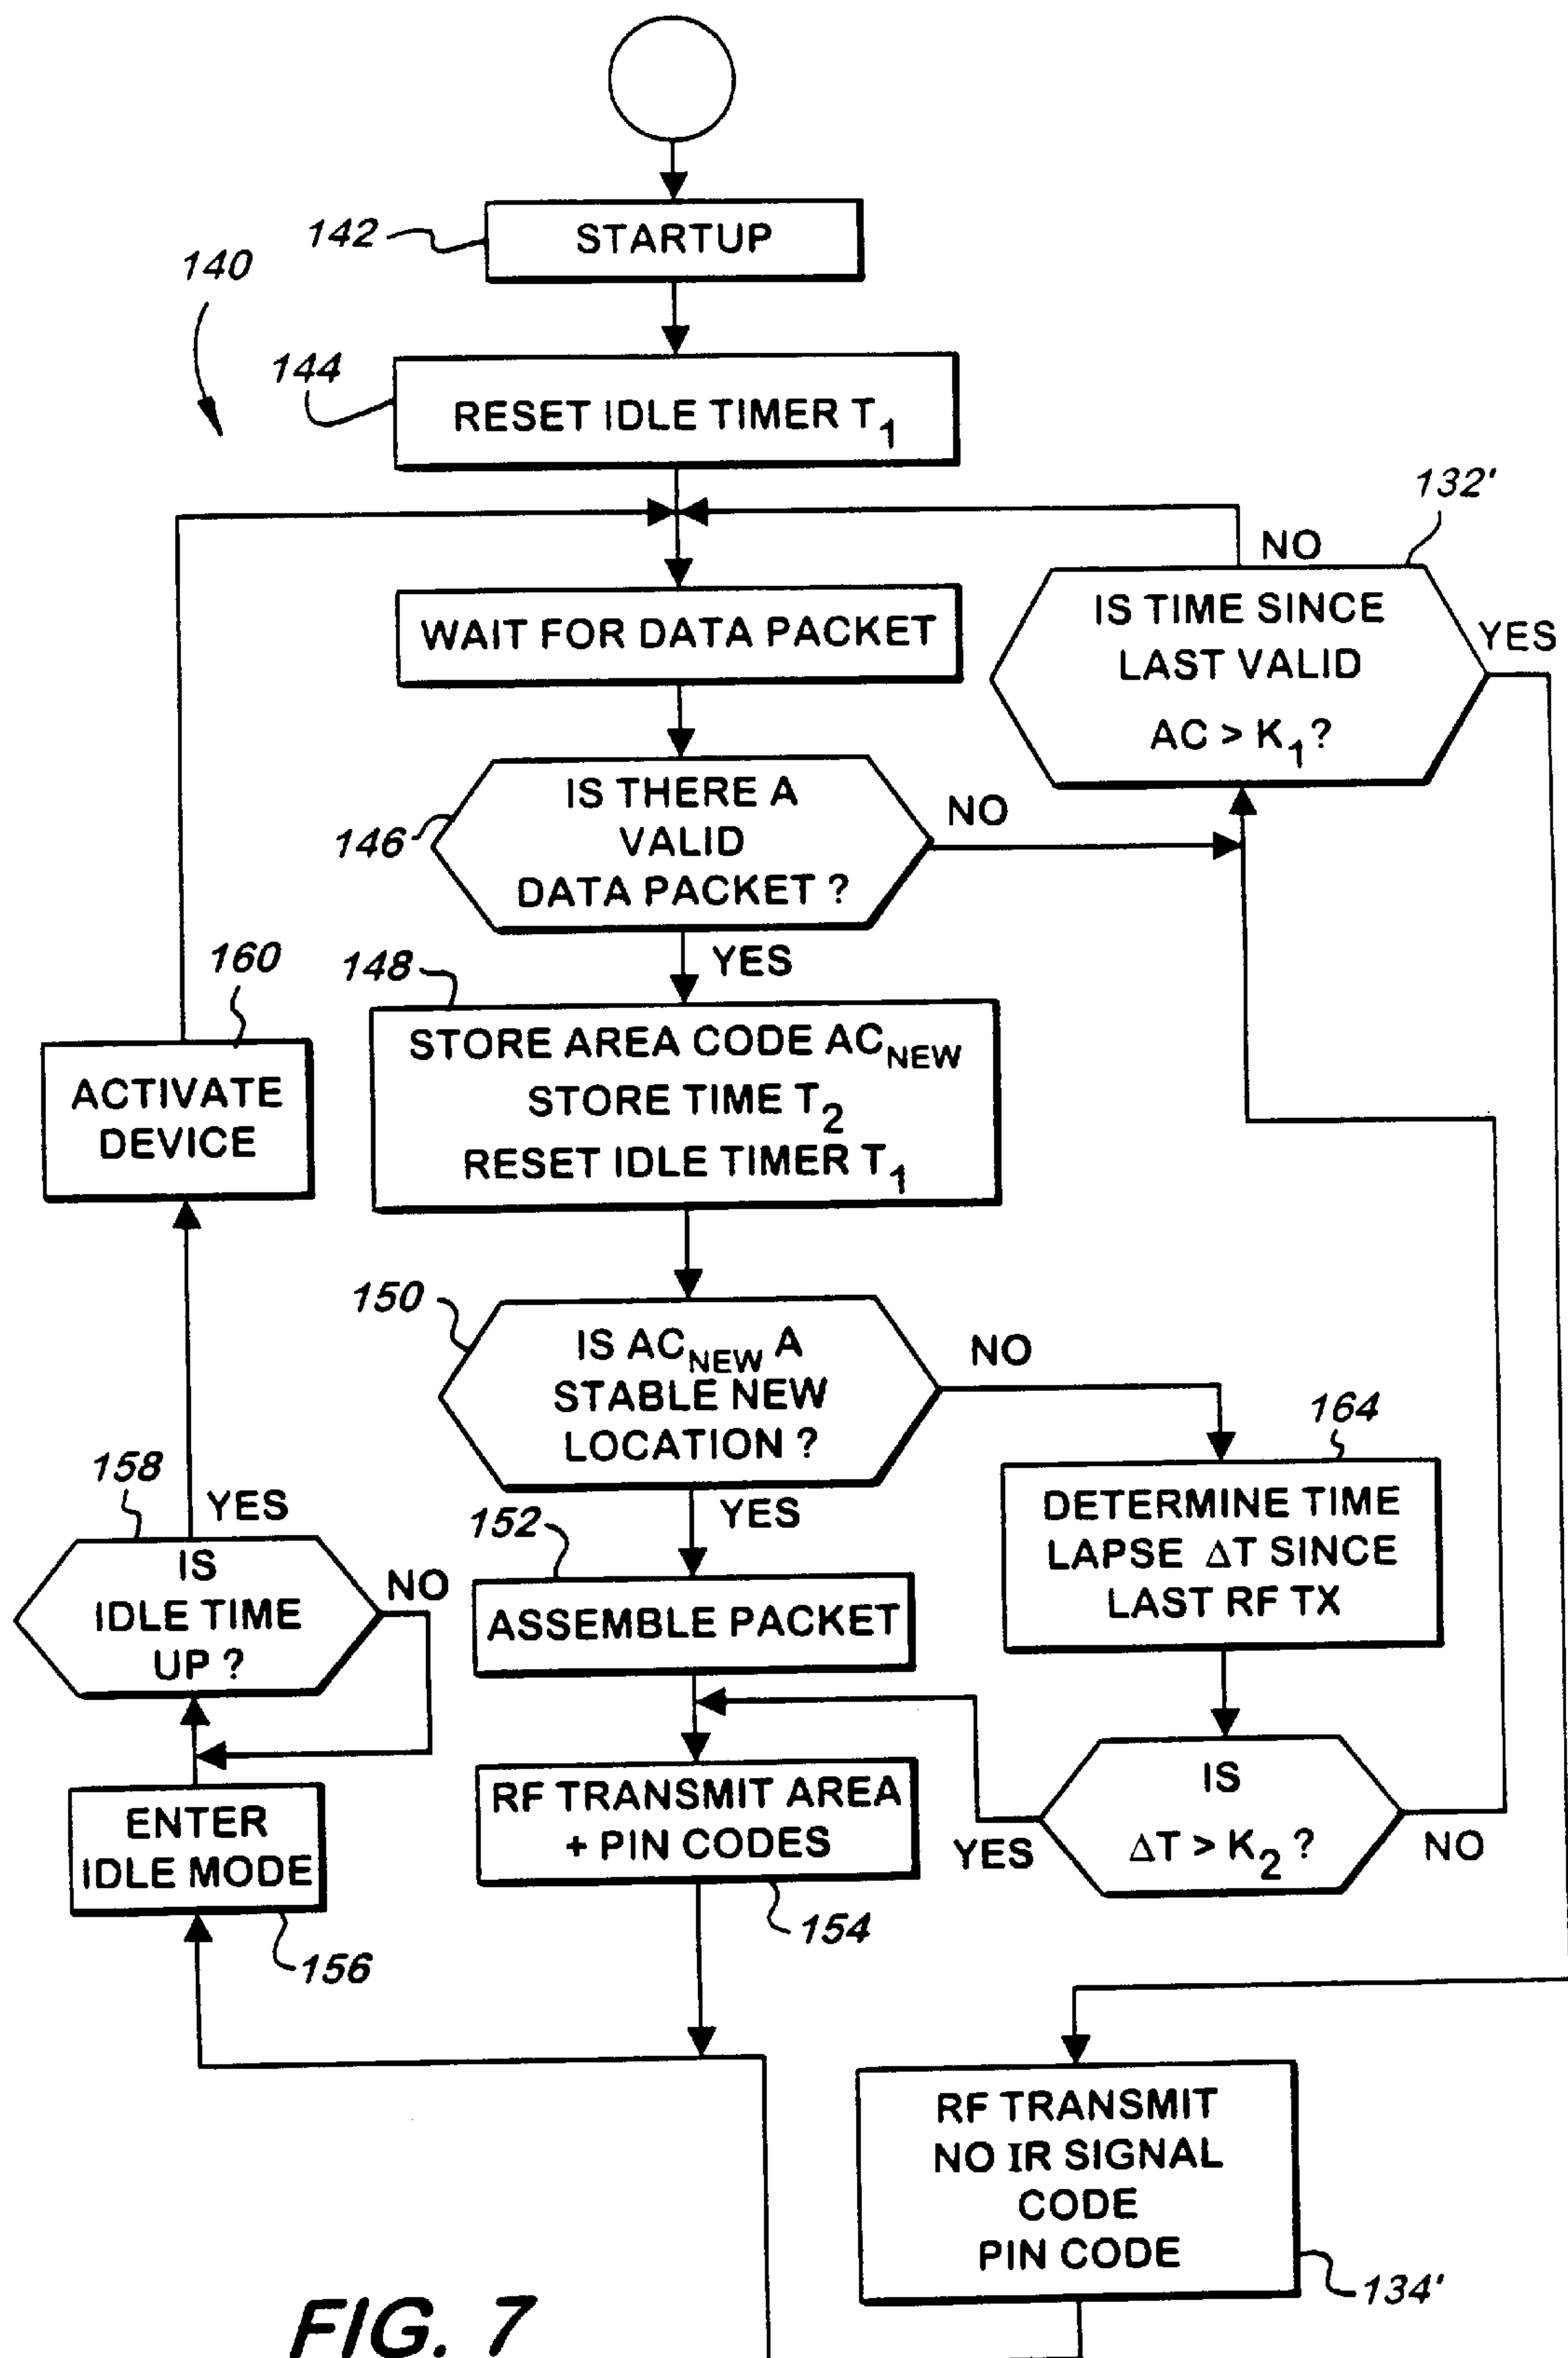 142
STARTUP
140
144
RESET IDLE TIMER T1
132'
NO
IS TIME SINCE
LAST VALID
AC > K1 ?
YES
WAIT FOR DATA PACKET
146
IS THERE A
VALID
DATA PACKET ?
NO
YES
160
ACTIVATE
DEVICE
148
STORE AREA CODE ACNEW
STORE TIME T2
RESET IDLE TIMER T1
150
IS ACNEW A
STABLE NEW
LOCATION ?
NO
YES
164
DETERMINE TIME
LAPSE ΔT SINCE
LAST RF TX
158
YES
IS
IDLE TIME
UP ?
NO
152
ASSEMBLE PACKET
ENTER
IDLE MODE
156
RF TRANSMIT AREA
+ PIN CODES
154
YES
IS
ΔT > K2 ?
NO
RF TRANSMIT
NO IR SIGNAL
CODE
PIN CODE
134'
FIG. 7